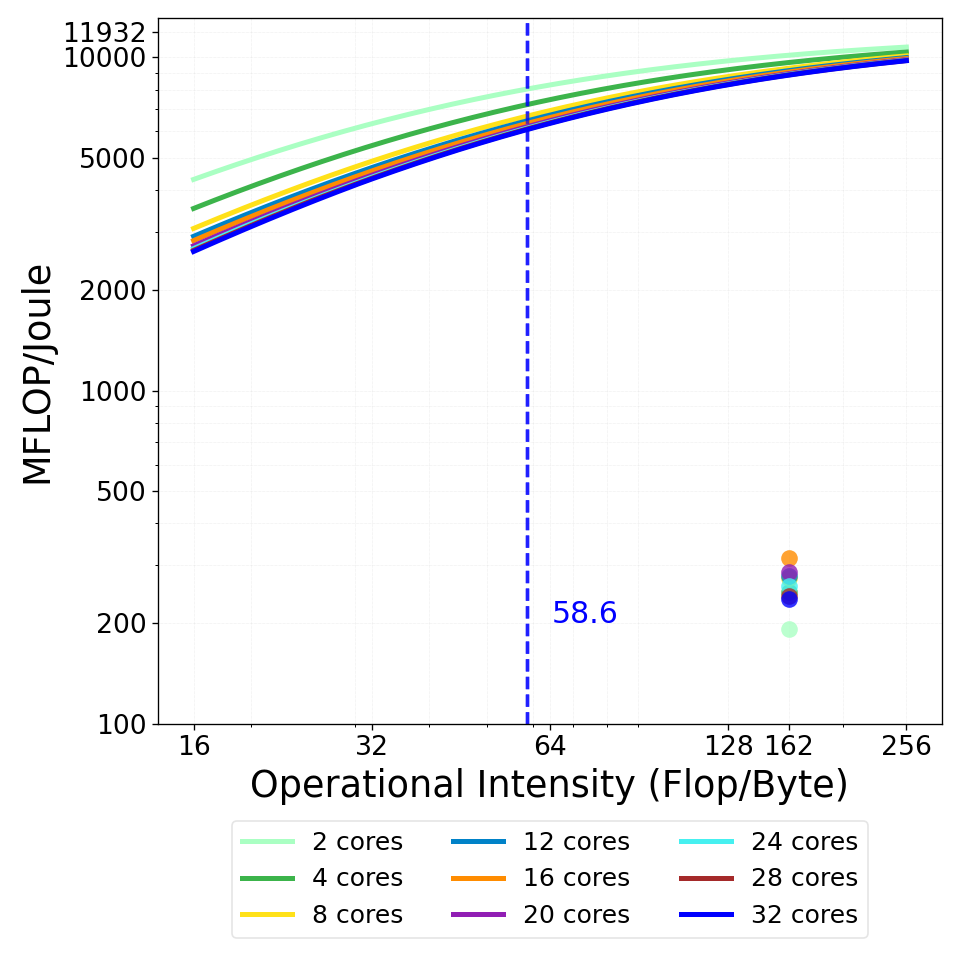 11932
10000
5000
2000
1000
500
200
100
MFLOP/Joule
58.6
16 32 64 128 162 256
Operational Intensity (Flop/Byte)
2 cores 12 cores 24 cores
4 cores 16 cores 28 cores
8 cores 20 cores 32 cores